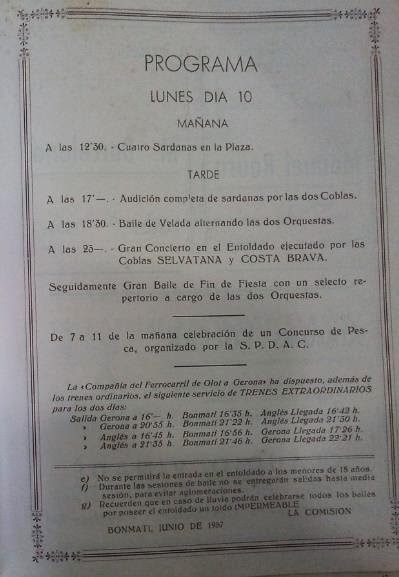 PROGRAMA
LUNES DIA 10
MAÑANA
A las 12'30. - Cuatro Sardanas en la Plaza.
TARDE
A las 17'—. - Audición completa de sardanas por las dos Coblas.
A las 18'30. - Baile de Velada alternando las dos Orquestas.
A las 23—. - Gran Concierto en el Entoldado ejecutado por las
Coblas SELVATANA y COSTA BRAVA.
Seguidamente Gran Baile de Fin de Fiesta con un selecto re-
pertorio a cargo de las dos Orquestas.
De 7 a 11 de la mañana celebración de un Concurso de Pes-
ca, organizado por la S. P. D. A. C.
La «Compañía del Ferrocarril de Olot a Gerona» ha dispuesto, además de
los trenes ordinarios, el siguiente servicio de TRENES EXTRAORDINARIOS
para los dos días:
Salida Gerona a 16'— h. Bonmatí 16'33 h. Anglés Llegada 16'42 h.
» Gerona a 20'55 h. Bonmatí 21'22 h. Anglés Llegada 21'30 h.
» Anglés a 16'45 h. Bonmatí 16'56 h. Gerona Llegada 17'26 h.
» Anglés a 21'35 h. Bonmatí 21'46 h. Gerona Llegada 22'21 h.
e) No se permitirá la entrada en el entoldado a los menores de 18 años.
f) Durante las sesiones de baile no se entregarán salidas hasta media
sesión, para evitar aglomeraciones.
g) Recuerden que en caso de lluvia podrán celebrarse todos los bailes
por poseer el entoldado un toldo IMPERMEABLE
LA COMISION
BONMATI, JUNIO DE 1957